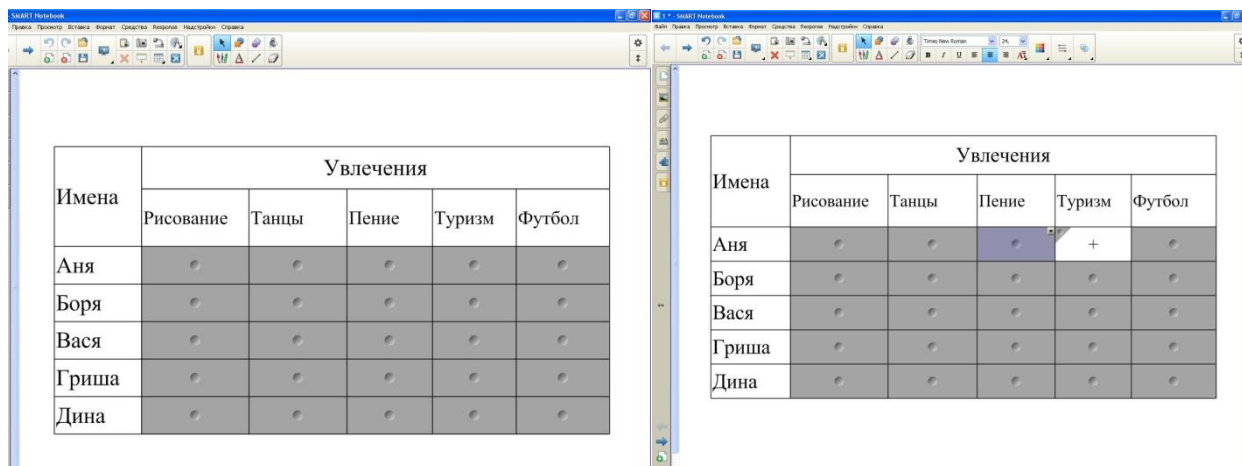 SMART Notebook
Правка Просмотр Вставка Формат Средства Response Надстройки Справка
Имена
Увлечения
Рисование Танцы Пение Туризм Футбол
Аня
Боря
Вася
Гриша
Дина
1 * - SMART Notebook
Файл Правка Просмотр Вставка Формат Средства Response Надстройки Справка
Times New Roman 24
Имена
Увлечения
Рисование Танцы Пение Туризм Футбол
Аня +
Боря
Вася
Гриша
Дина